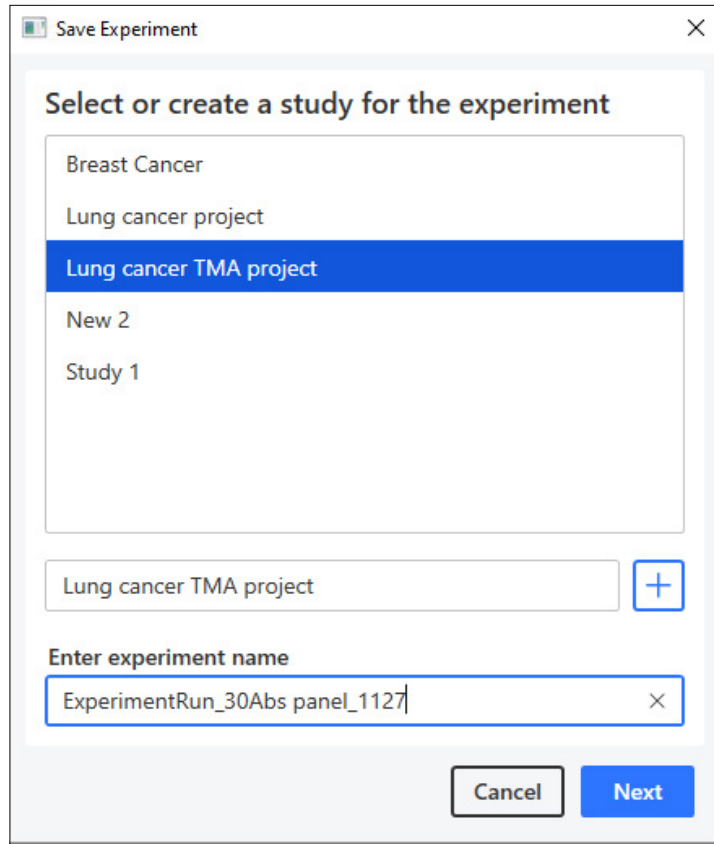 Save Experiment
Select or create a study for the experiment
Breast Cancer
Lung cancer project
Lung cancer TMA project
New 2
Study 1
Lung cancer TMA project
Enter experiment name
ExperimentRun_30Abs panel_1127
Cancel
Next